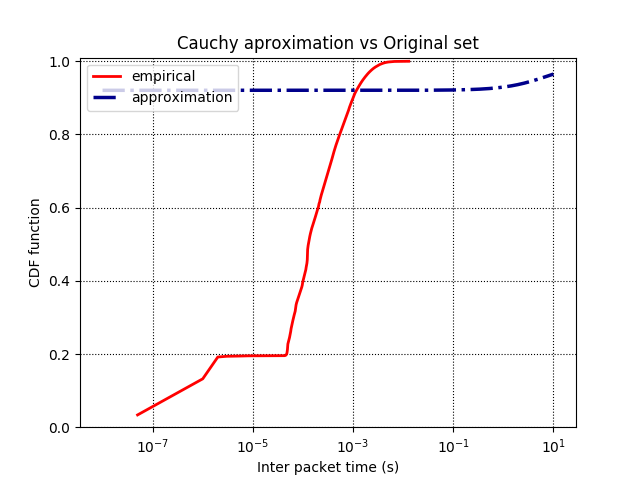 Cauchy aproximation vs Original set
empirical
approximation
CDF function
1.0
0.8
0.6
0.4
0.2
0.0
10^-7
10^-5
10^-3
10^-1
10^1
Inter packet time (s)